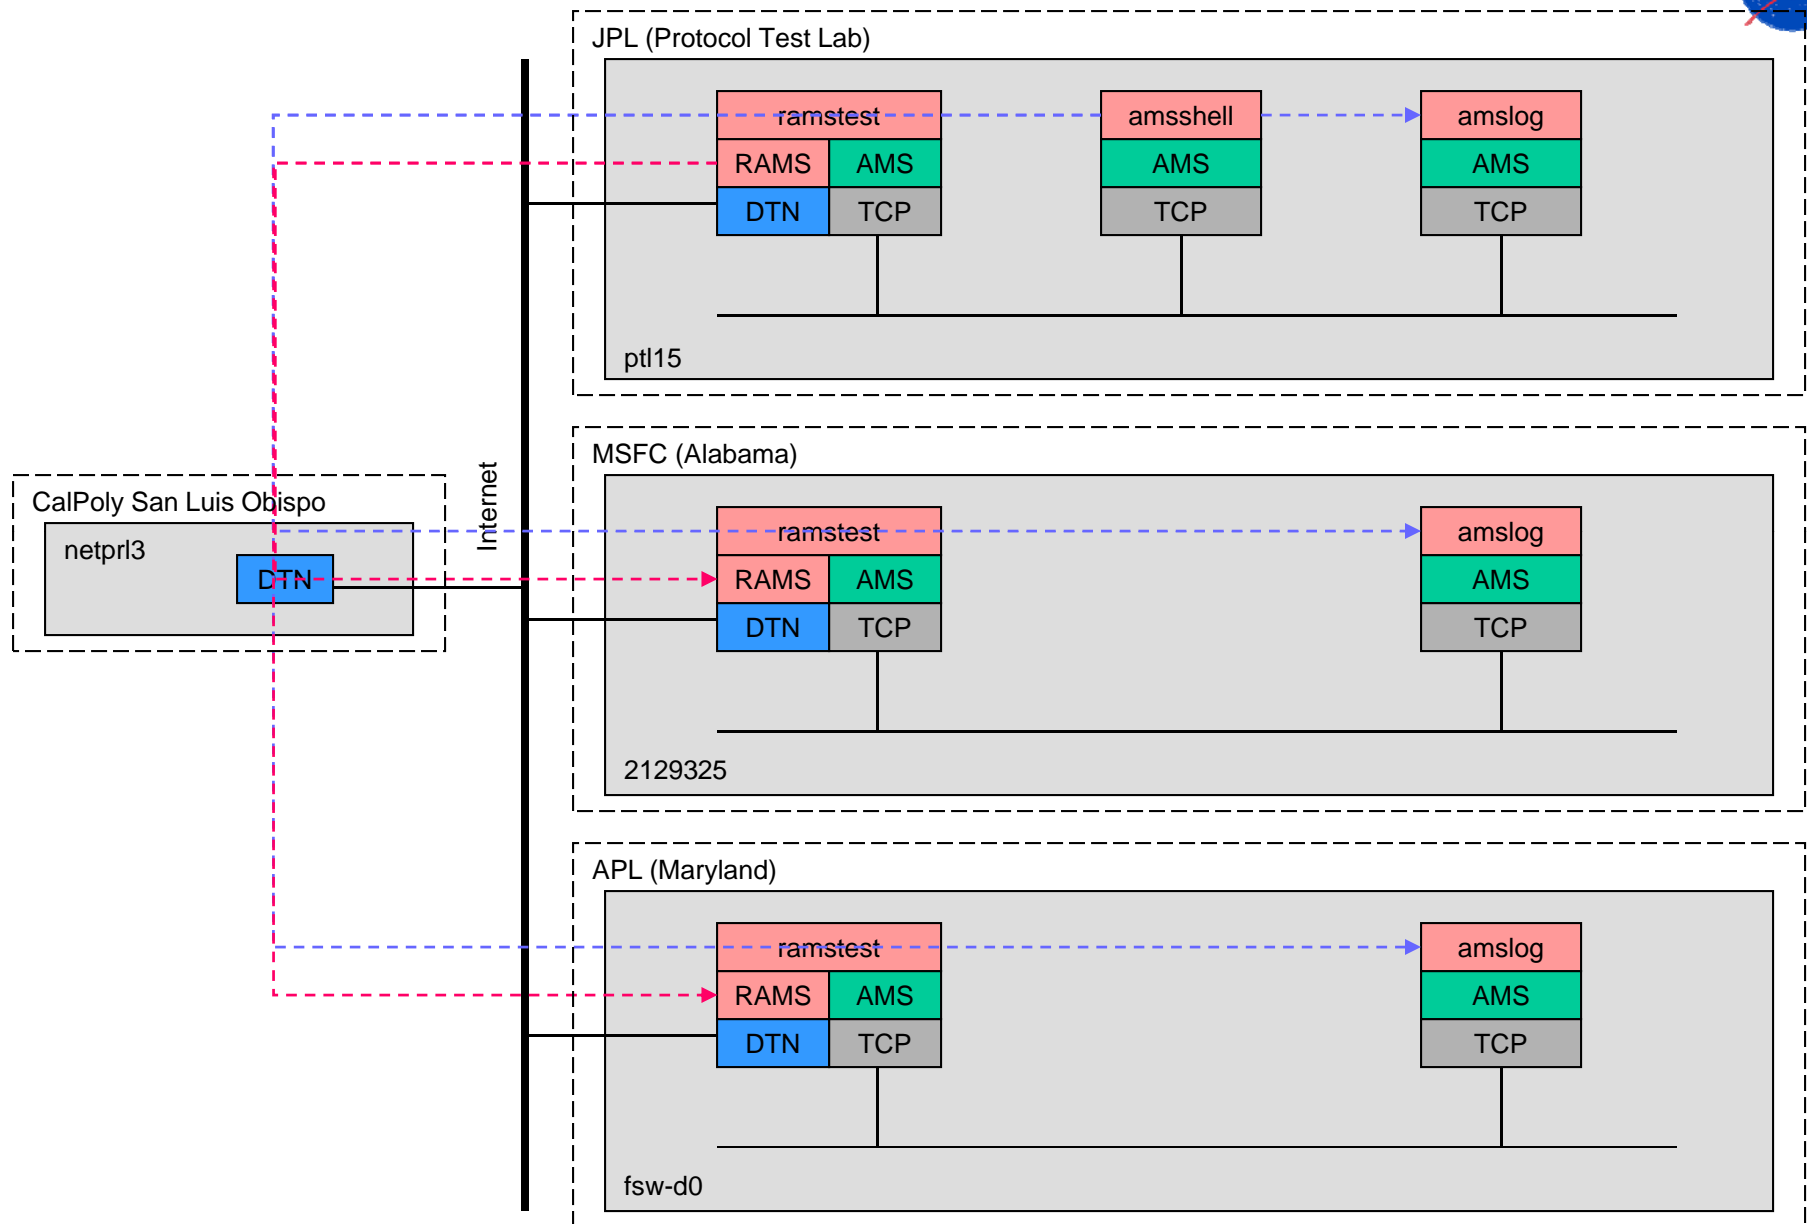 JPL (Protocol Test Lab)
ramstest
amsshell
amslog
RAMS
AMS
AMS
AMS
DTN
TCP
TCP
TCP
ptl15
Internet
CalPoly San Luis Obispo
netprl3
DTN
MSFC (Alabama)
ramstest
amslog
RAMS
AMS
AMS
DTN
TCP
TCP
2129325
APL (Maryland)
ramstest
amslog
RAMS
AMS
AMS
DTN
TCP
TCP
fsw-d0